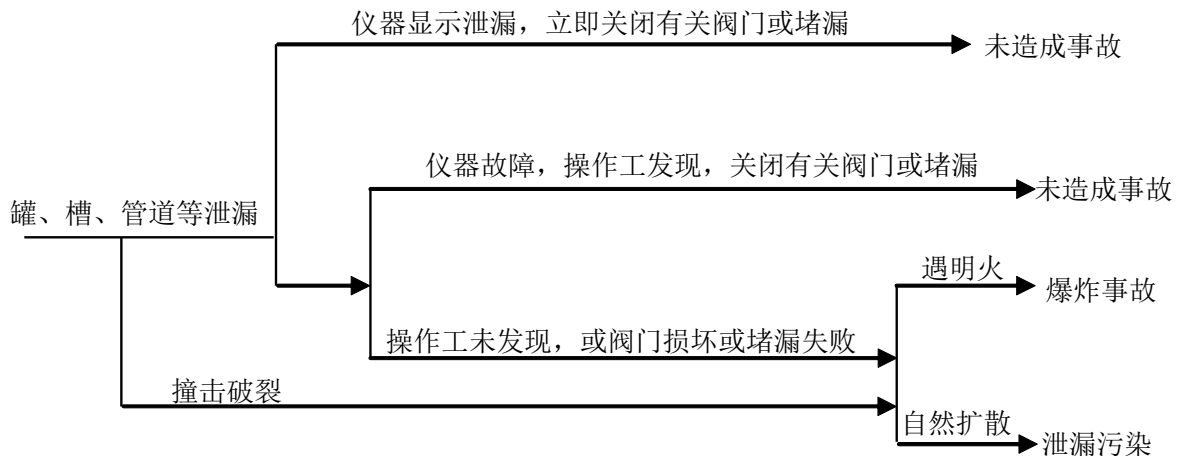 仪器显示泄漏，立即关闭有关阀门或堵漏
未造成事故
仪器故障，操作工发现，关闭有关阀门或堵漏
未造成事故
罐、槽、管道等泄漏
遇明火
爆炸事故
操作工未发现，或阀门损坏或堵漏失败
撞击破裂
自然扩散
泄漏污染